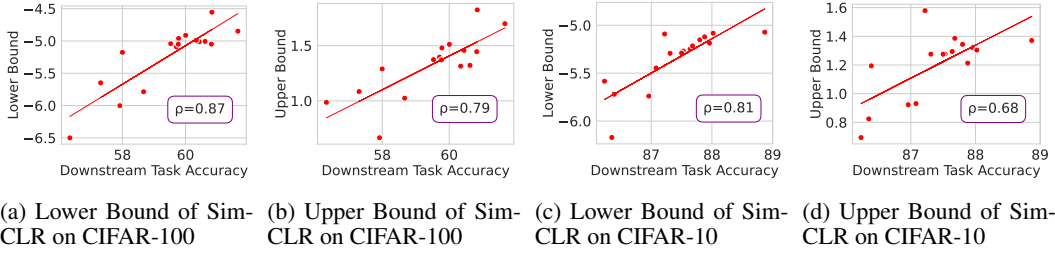 −4.5
−5.0
−5.5
−6.0
−6.5
58
60
Lower Bound
Downstream Task Accuracy
ρ=0.87
1.5
1.0
58
60
Upper Bound
Downstream Task Accuracy
ρ=0.79
−5.0
−5.5
−6.0
87
88
89
Lower Bound
Downstream Task Accuracy
ρ=0.81
1.6
1.4
1.2
1.0
0.8
87
88
89
Upper Bound
Downstream Task Accuracy
ρ=0.68
(a) Lower Bound of Sim-
CLR on CIFAR-100
(b) Upper Bound of Sim-
CLR on CIFAR-100
(c) Lower Bound of Sim-
CLR on CIFAR-10
(d) Upper Bound of Sim-
CLR on CIFAR-10